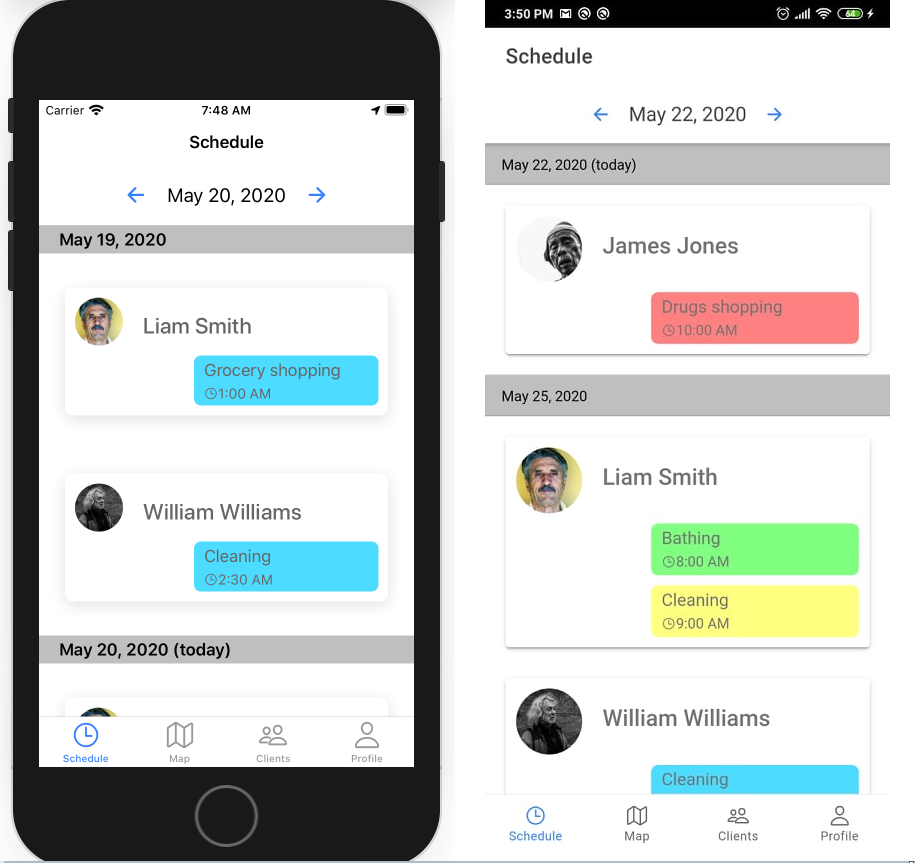 Carrier
7:48 AM
Schedule
May 20, 2020
May 19, 2020
Liam Smith
Grocery shopping
1:00 AM
William Williams
Cleaning
2:30 AM
May 20, 2020 (today)
Schedule Map Clients Profile
3:50 PM
64
Schedule
May 22, 2020
May 22, 2020 (today)
James Jones
Drugs shopping
10:00 AM
May 25, 2020
Liam Smith
Bathing
8:00 AM
Cleaning
9:00 AM
William Williams
Cleaning
Schedule Map Clients Profile